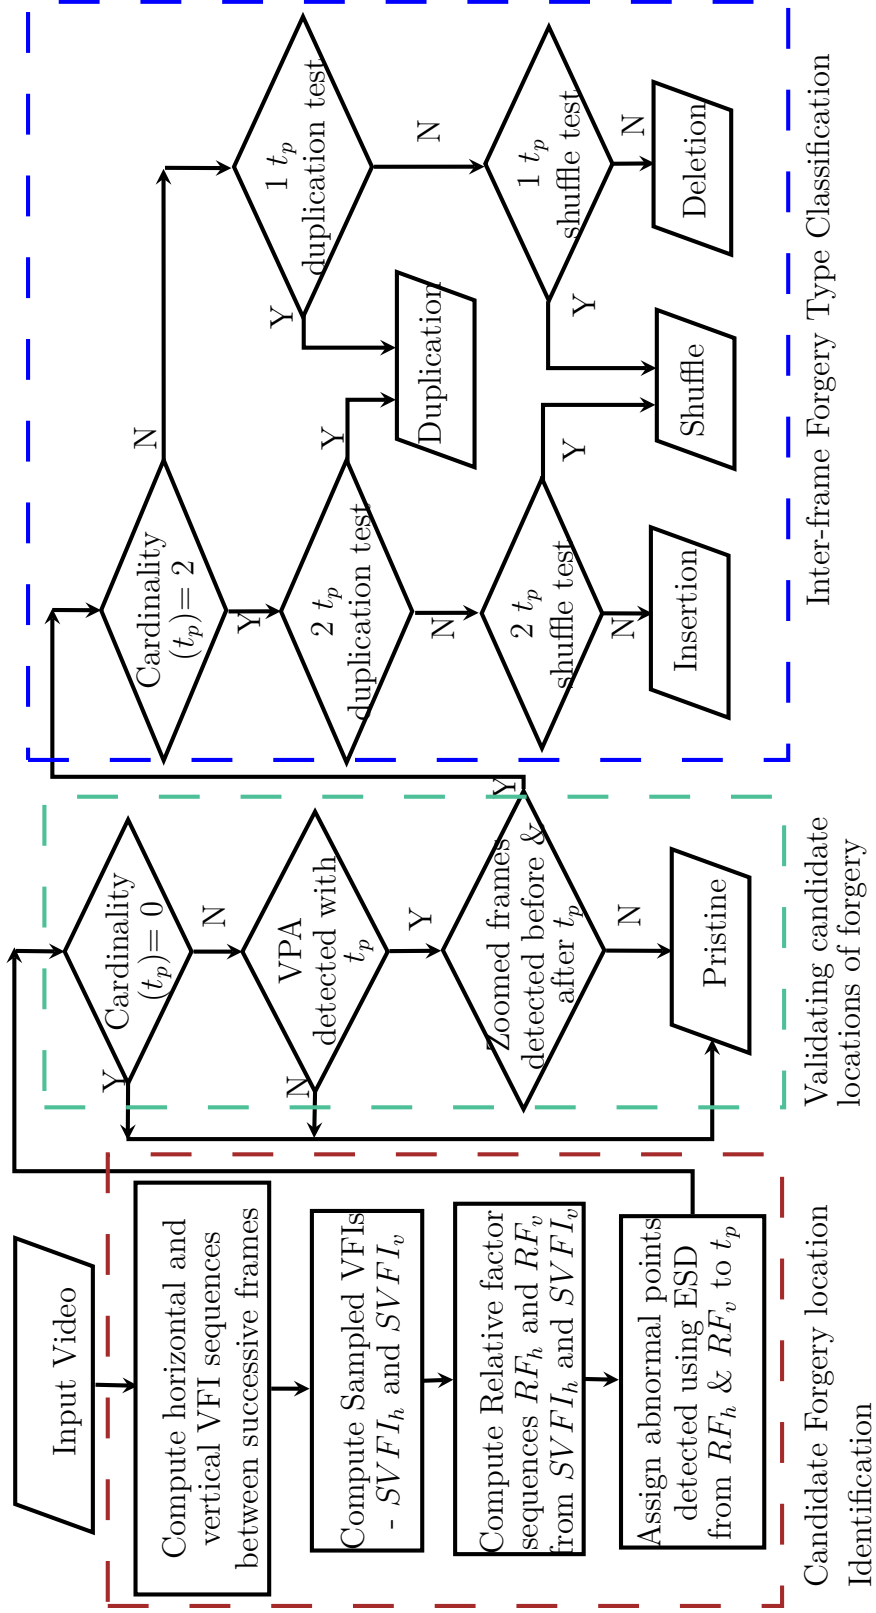 Input Video
Compute horizontal and
vertical VFI sequences
between successive frames
Compute Sampled VFIs
- SVFI_h and SVFI_v
Compute Relative factor
sequences RF_h and RF_v
from SVFI_h and SVFI_v
Assign abnormal points
detected using ESD
from RF_h & RF_v to t_p
Candidate Forgery location
Identification
Cardinality
(t_p)= 0
Y
N
VPA
detected with
t_p
N
Y
Zoomed frames
detected before &
after t_p
Y
N
Pristine
Validating candidate
locations of forgery
Cardinality
(t_p)= 2
N
Y
2 t_p
duplication test
Y
N
2 t_p
shuffle test
Y
N
Insertion
1 t_p
duplication test
Y
N
Duplication
1 t_p
shuffle test
Y
N
Shuffle
Deletion
Inter-frame Forgery Type Classification